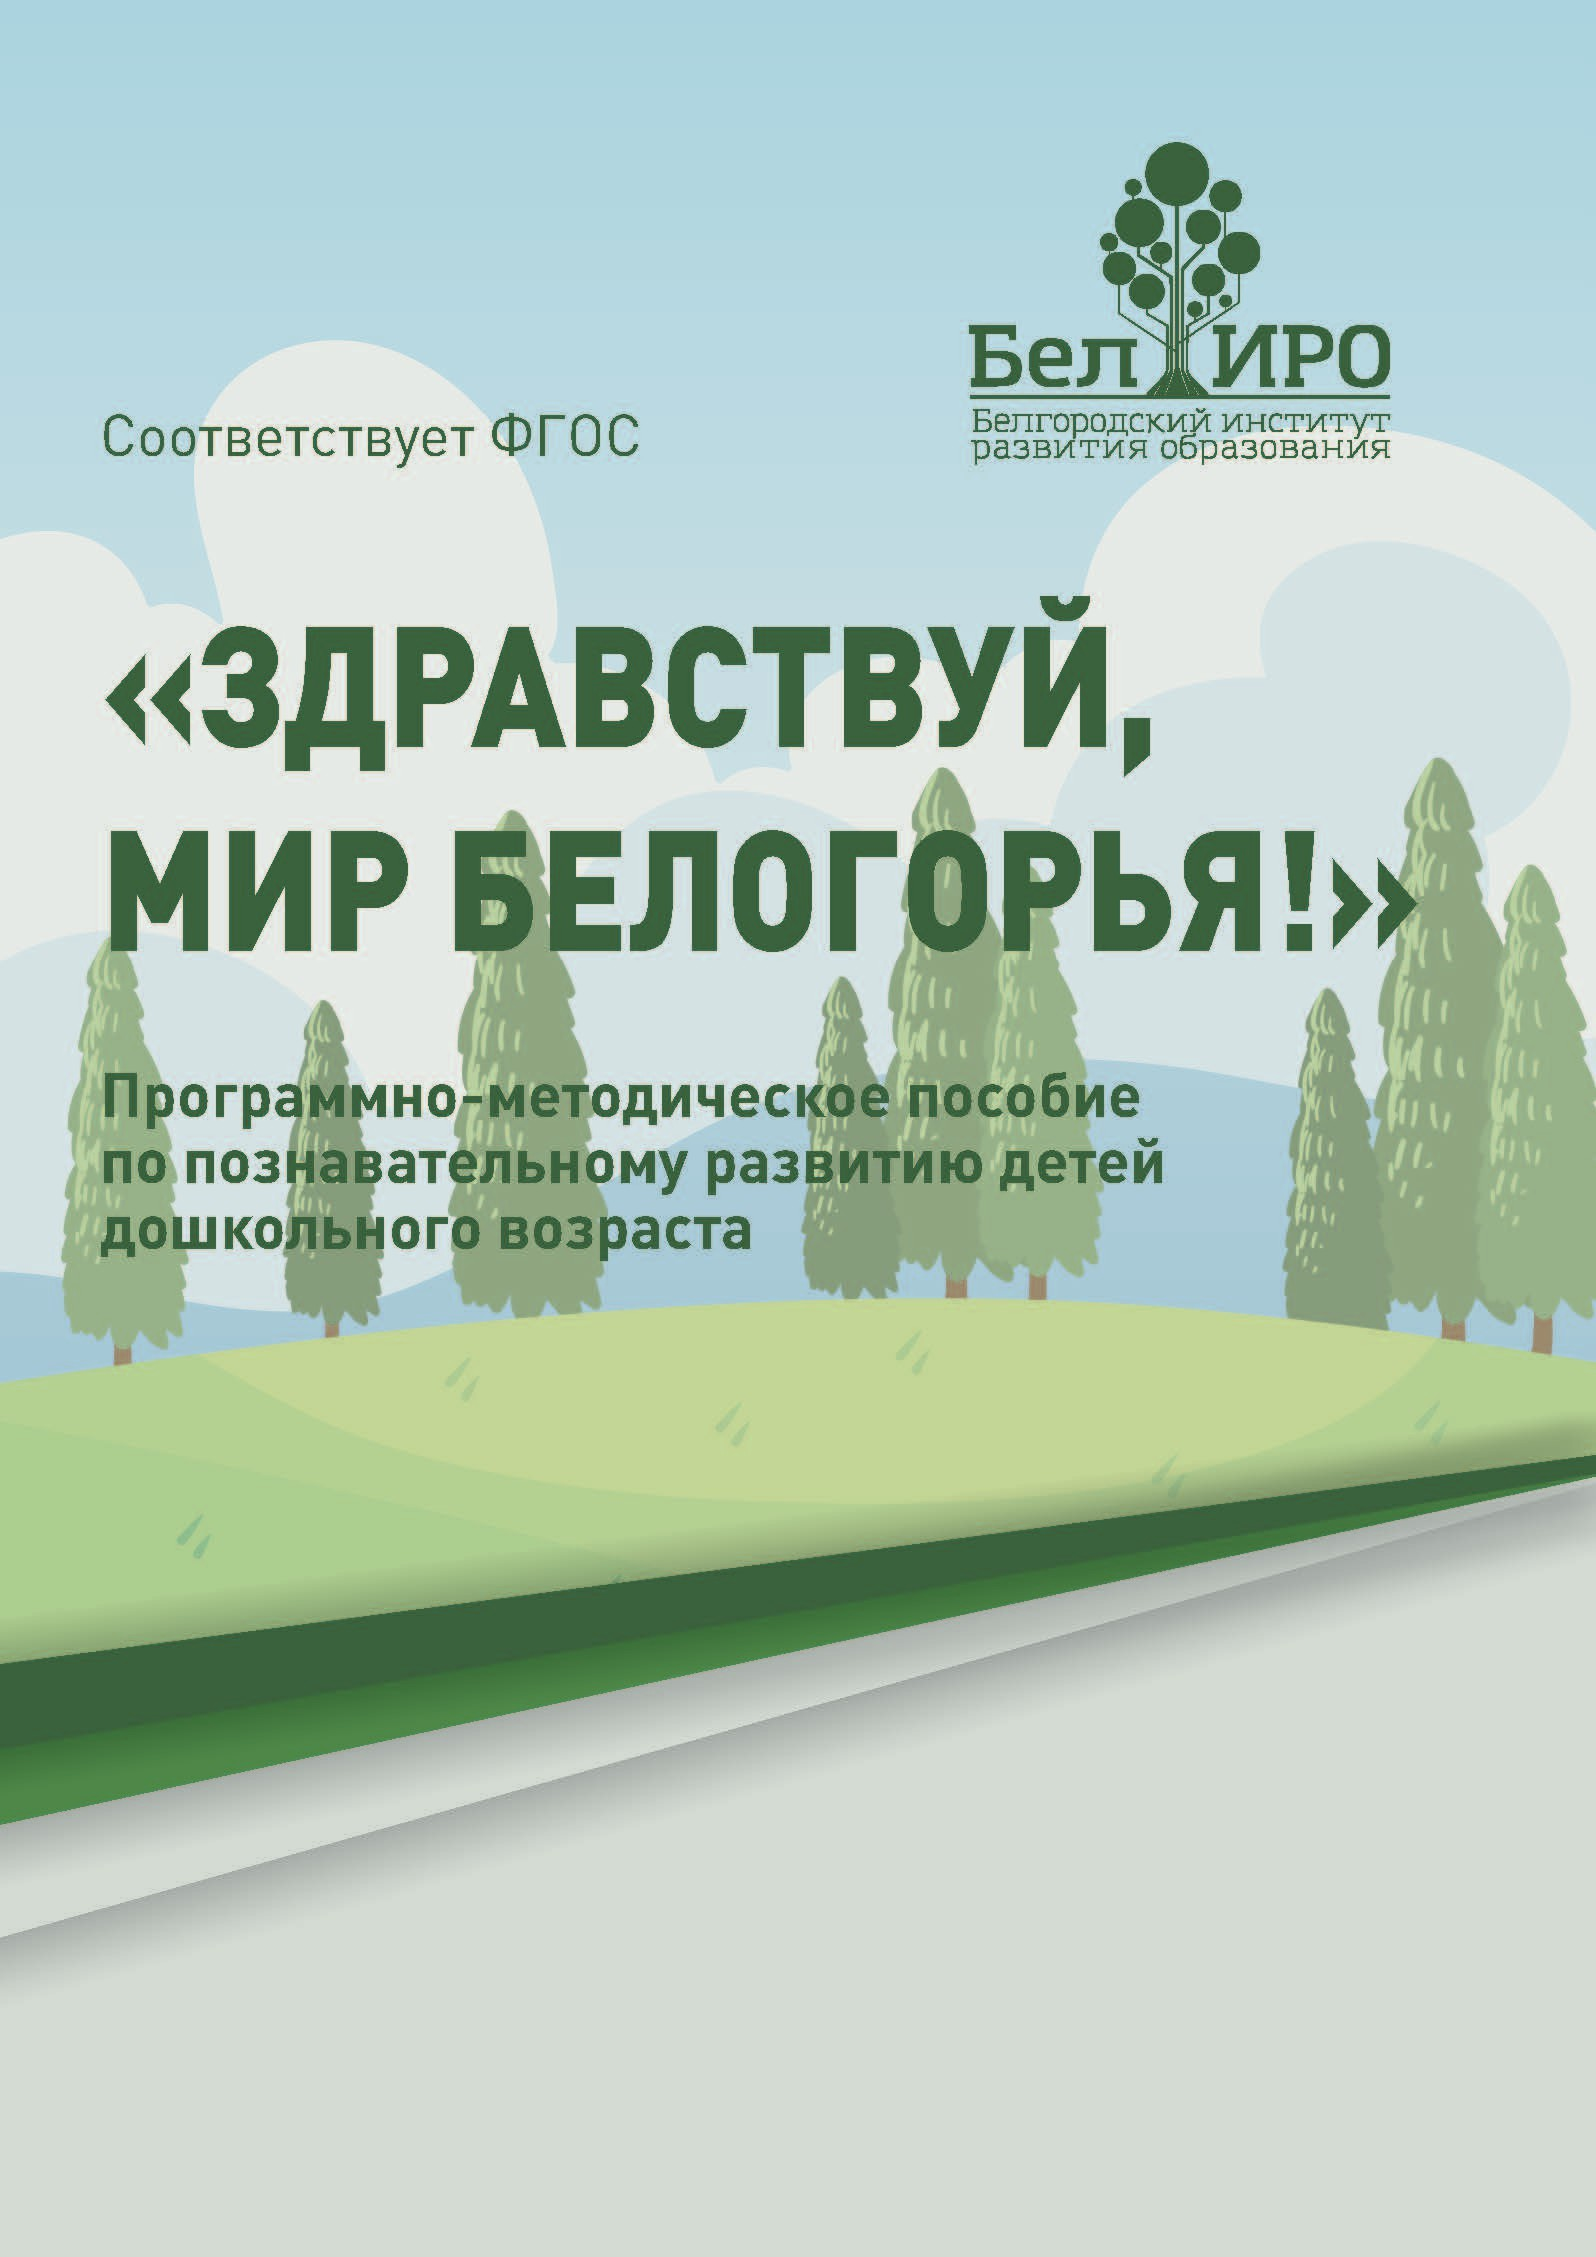 Бел ИРО
Белгородский институт
развития образования
Соответствует ФГОС
«ЗДРАВСТВУЙ,
МИР БЕЛОГОРЬЯ!»
Программно-методическое пособие
по познавательному развитию детей
дошкольного возраста